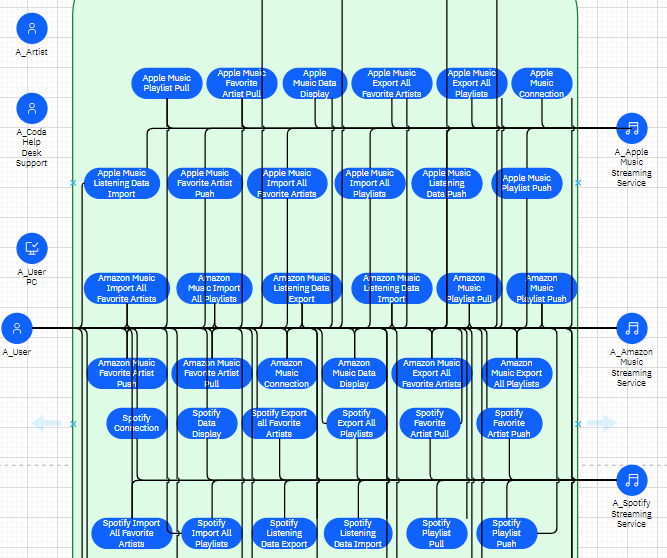 A_Artist
Apple Music
Playlist Pull
Apple Music
Favorite
Artist Pull
Apple
Music Data
Display
Apple Music
Export All
Favorite Artists
Apple Music
Export All
Playlists
Apple
Music
Connection
A_Coda
Help
Desk
Support
A_Apple
Music
Streaming
Service
Apple Music
Listening Data
Import
Apple Music
Favorite Artist
Push
Apple Music
Import All
Favorite Artists
Apple Music
Import All
Playlists
Apple Music
Listening
Data Push
Apple Music
Playlist Push
A_User
PC
Amazon Music
Import All
Favorite Artists
Amazon
Music Import
All Playlists
Amazon Music
Listening Data
Export
Amazon Music
Listening Data
Import
Amazon
Music
Playlist Pull
Amazon
Music
Playlist Push
A_User
A_Amazon
Music
Streaming
Service
Amazon Music
Favorite Artist
Push
Amazon Music
Favorite Artist
Pull
Amazon
Music
Connection
Amazon Music Data
Display
Amazon Music
Export All
Favorite Artists
Amazon Music
Export All
Playlists
Spotify
Connection
Spotify
Data
Display
Spotify Export
all Favorite
Artists
Spotify
Export All
Playlists
Spotify
Favorite
Artist Pull
Spotify
Favorite
Artist Push
A_Spotify
Streaming
Service
Spotify Import
All Favorite
Artists
Spotify
Import All
Playlists
Spotify
Listening
Data Export
Spotify
Listening
Data Import
Spotify
Playlist
Pull
Spotify
Playlist
Push